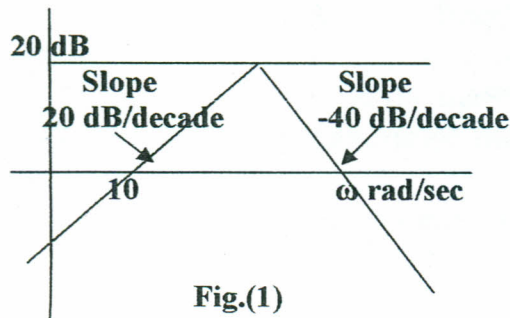 20 dB
Slope Slope
20 dB/decade -40 dB/decade
10 ω rad/sec
Fig.(1)